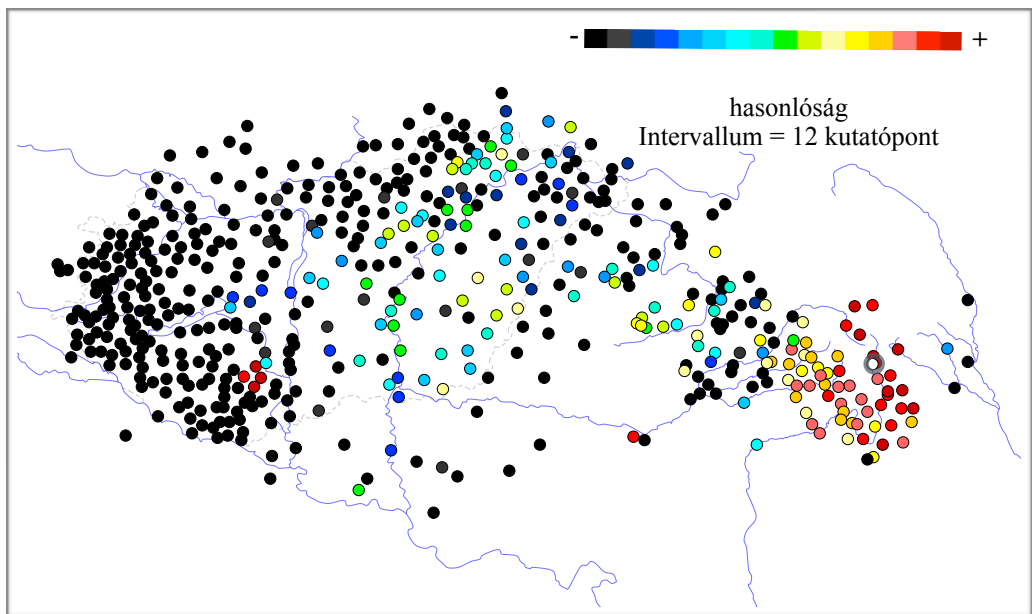 - +
hasonlóság
Intervallum = 12 kutatópont